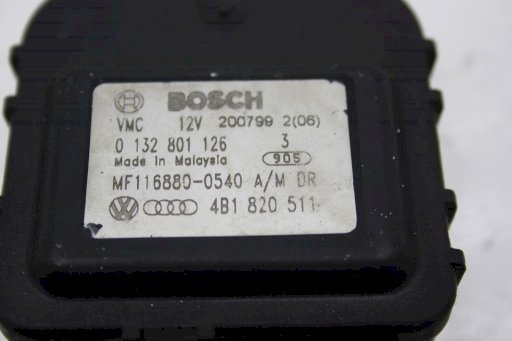 BOSCH
VMC 12V 200799 2(06)
0 132 801 126 3
Made in Malaysia 905
MF116880-0540 A/M DR
4B1 820 511